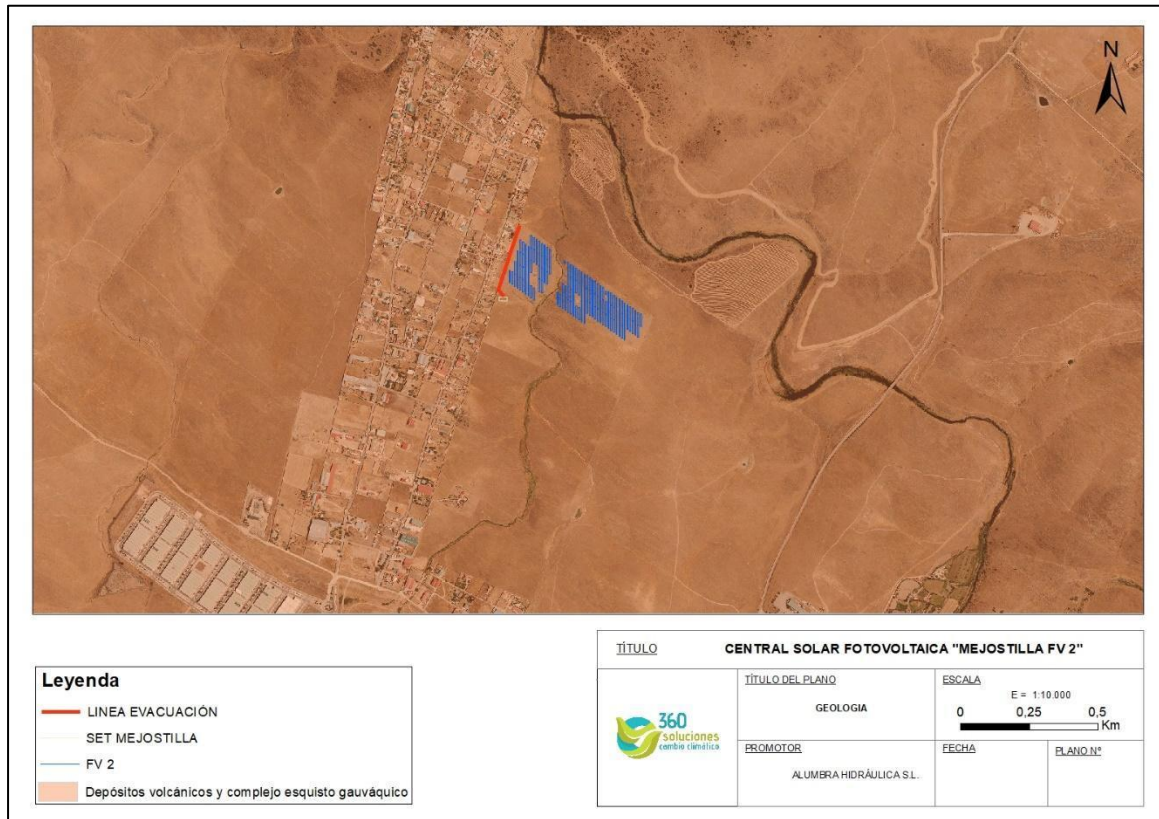 N
Leyenda
LINEA EVACUACIÓN
SET MEJOSTILLA
FV 2
Depósitos volcánicos y complejo esquisto gauváquico
TÍTULO
CENTRAL SOLAR FOTOVOLTAICA "MEJOSTILLA FV 2"
360
soluciones
cambio climático
TÍTULO DEL PLANO
GEOLOGIA
ESCALA
E = 1:10.000
0 0,25 0,5
Km
PROMOTOR
ALUMBRA HIDRÁULICA S.L.
FECHA
PLANO Nº